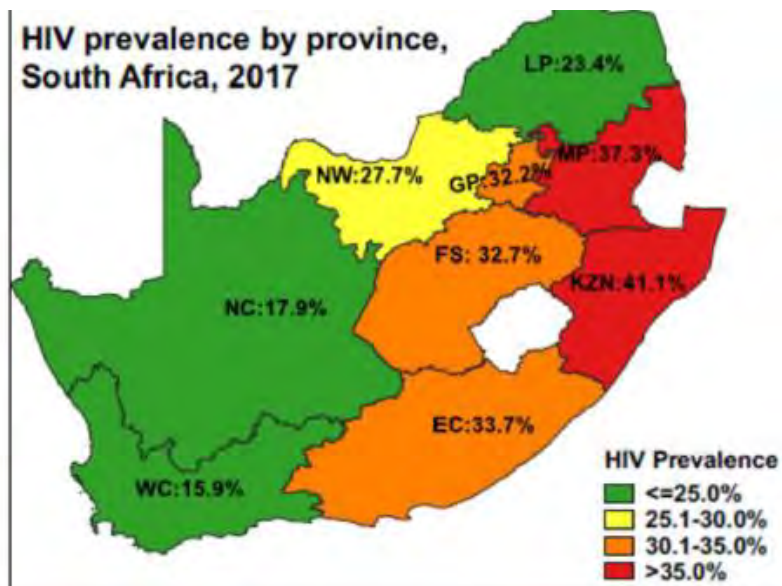 HIV prevalence by province,
South Africa, 2017
LP:23.4%
MP:37.3%
GP:32.2%
NW:27.7%
FS: 32.7%
KZN:41.1%
NC:17.9%
EC:33.7%
WC:15.9%
HIV Prevalence
<=25.0%
25.1-30.0%
30.1-35.0%
>35.0%